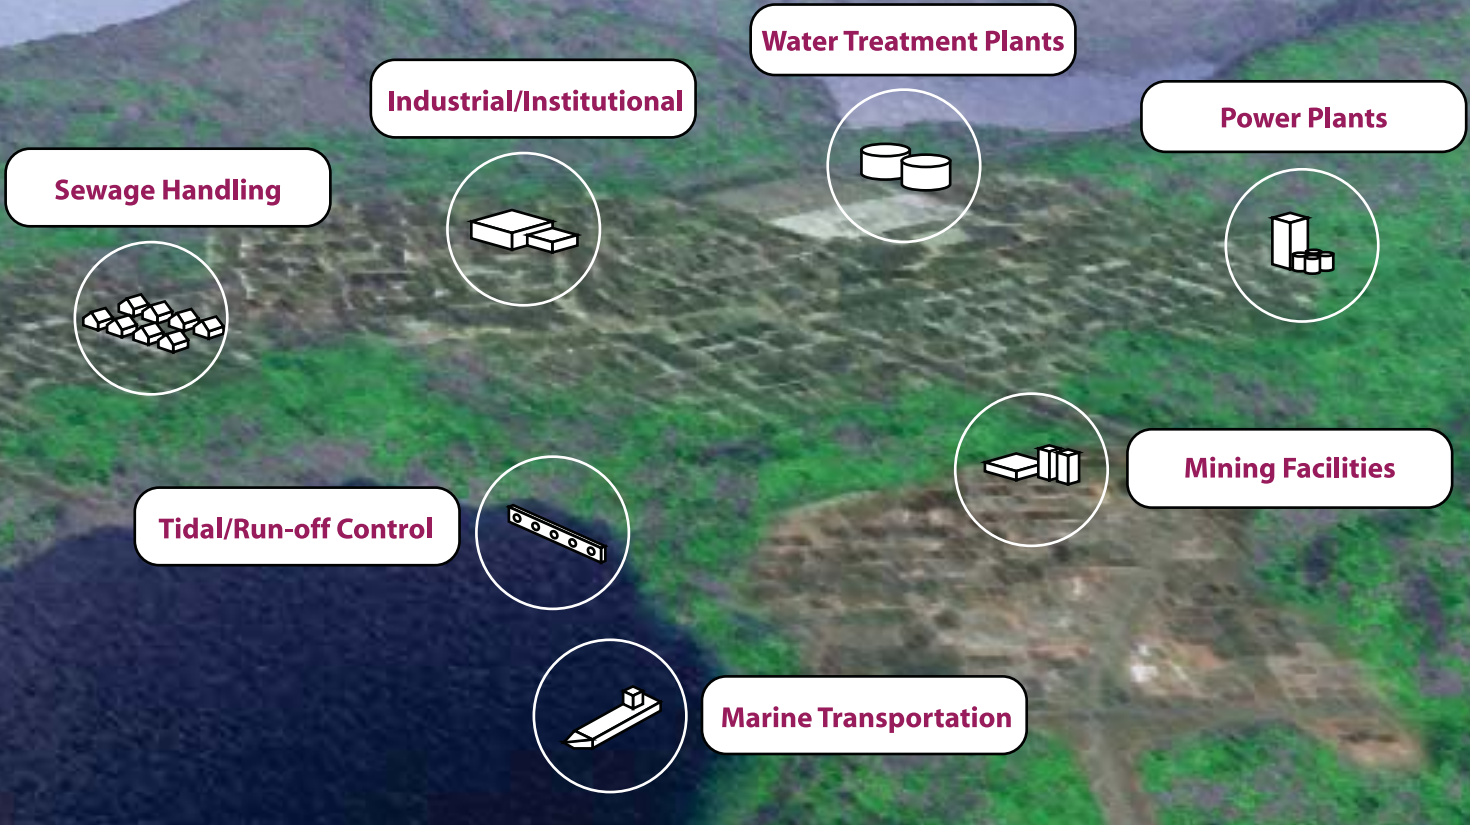 Water Treatment Plants
Industrial/Institutional
Power Plants
Sewage Handling
Mining Facilities
Tidal/Run-off Control
Marine Transportation